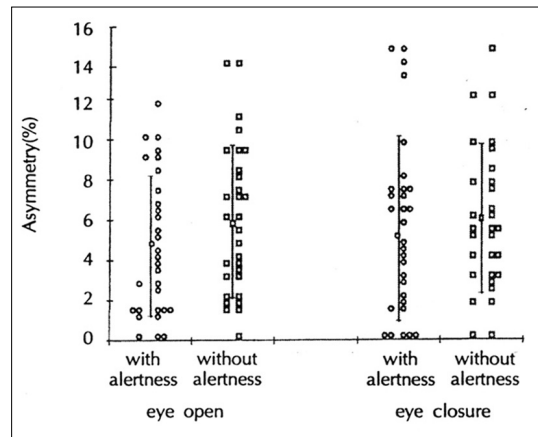 16
14
12
10
8
6
4
2
0
Asymmetry(%)
with alertness
without alertness
with alertness
without alertness
eye open
eye closure